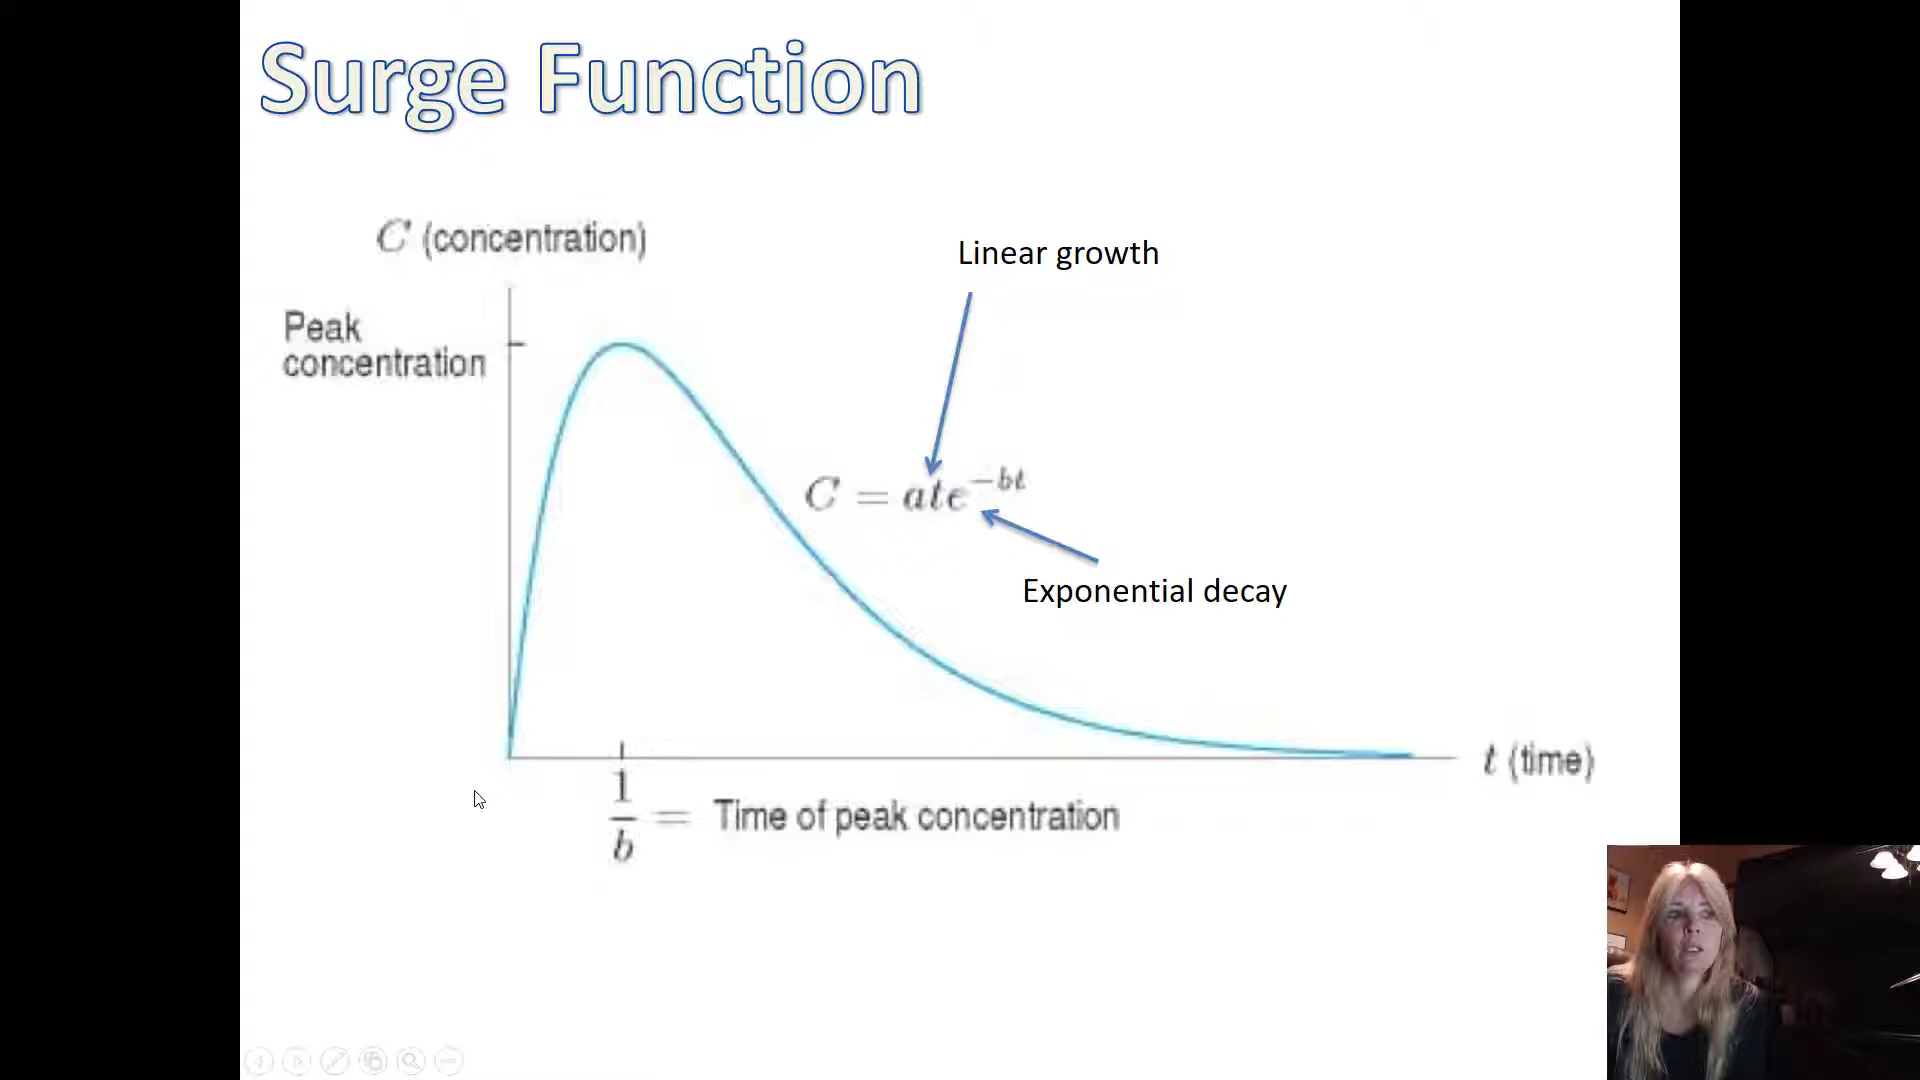 Surge Function
C (concentration)
Linear growth
Peak
concentration
C = ate^{-bt}
Exponential decay
t (time)
1/b = Time of peak concentration